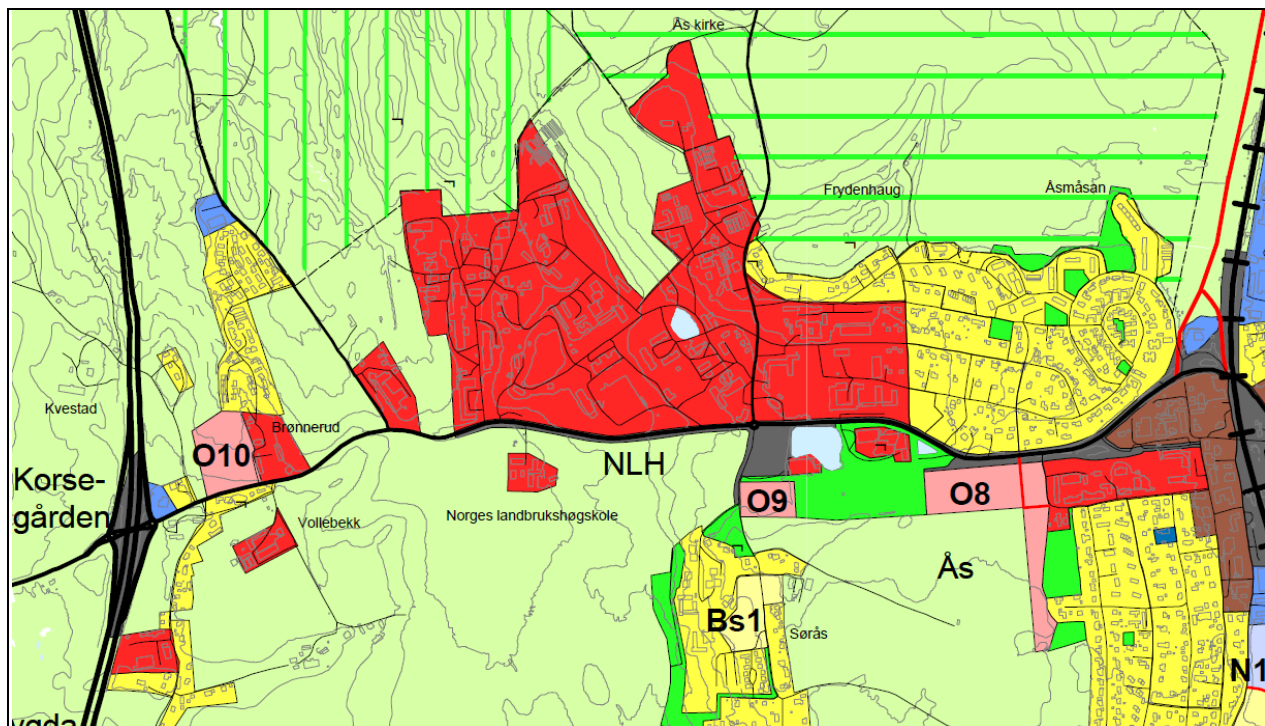 Ås kirke
Frydenhaug
Åsmåsan
Kvestad
Brønnerud
O10
NLH
Korse-
gården
O9
O8
Vollebekk
Norges landbrukshøgskole
Ås
Bs1
Sørås
N1
ygda